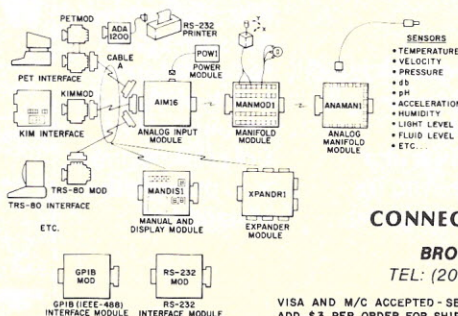 PETMOD
ADA
1200
RS-232
PRINTER
PET INTERFACE
CABLE
A
POW1
POWER
MODULE
KIMMOD
KIM INTERFACE
AIM16
ANALOG INPUT
MODULE
MANMOD1
MANIFOLD
MODULE
ANAMAN1
ANALOG
MANIFOLD
MODULE
SENSORS
• TEMPERATURE
• VELOCITY
• PRESSURE
• db
• pH
• ACCELERATION
• HUMIDITY
• LIGHT LEVEL
• FLUID LEVEL
• ETC...
TRS-80 MOD
TRS-80 INTERFACE
ETC.
MANDIS1
MANUAL AND
DISPLAY MODULE
XPANDR1
EXPANDER
MODULE
GPIB
MOD
GPIB (IEEE-488)
INTERFACE MODULE
RS-232
MOD
RS-232
INTERFACE MODULE
CONNEC
BRO
TEL: (20
VISA AND M/C ACCEPTED - SE
ADD $3 PER ORDER FOR SHIP